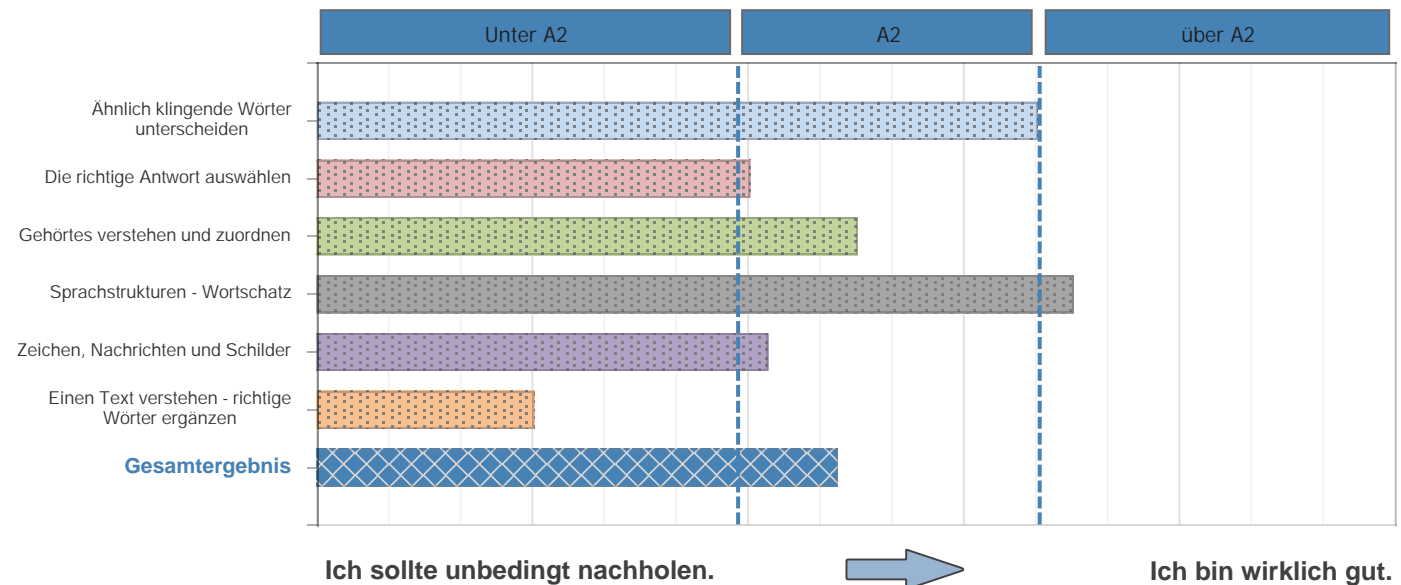 Unter A2
A2
über A2
Ähnlich klingende Wörter
unterscheiden
Die richtige Antwort auswählen
Gehörtes verstehen und zuordnen
Sprachstrukturen - Wortschatz
Zeichen, Nachrichten und Schilder
Einen Text verstehen - richtige
Wörter ergänzen
Gesamtergebnis
Ich sollte unbedingt nachholen.
Ich bin wirklich gut.